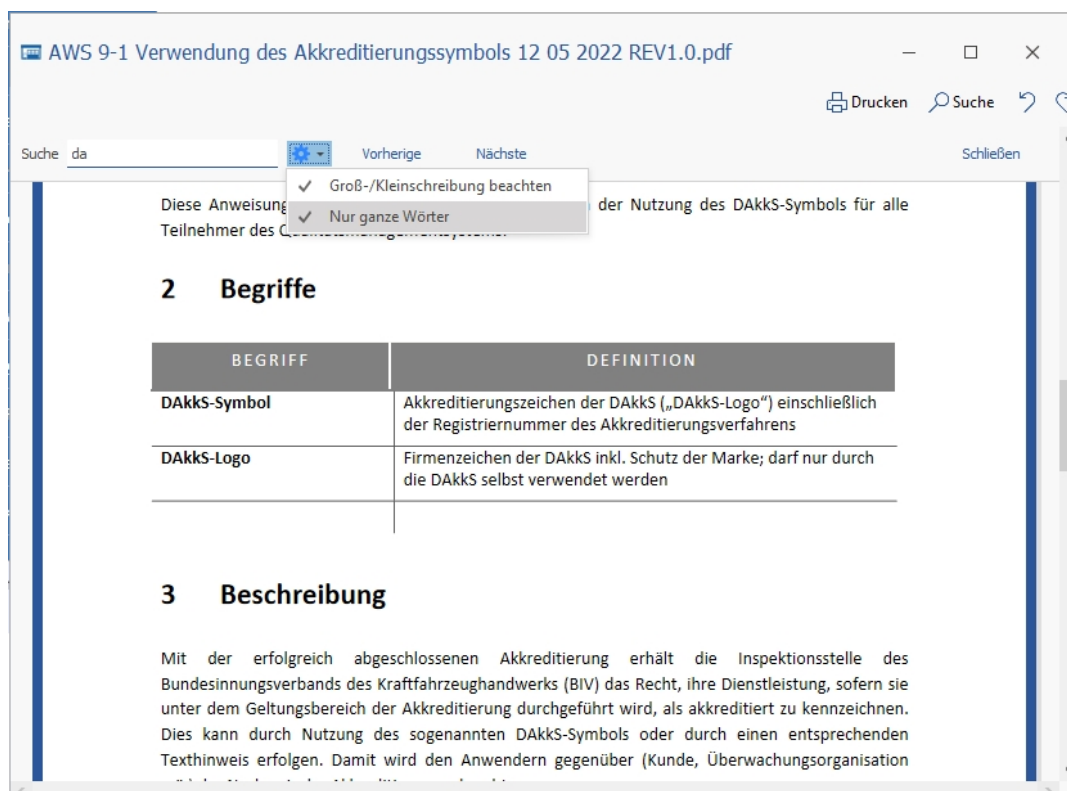 AWS 9-1 Verwendung des Akkreditierungssymbols 12 05 2022 REV1.0.pdf
Drucken Suche
Suche da Vorherige Nächste Schließen
Groß-/Kleinschreibung beachten
Nur ganze Wörter
Diese Anweisung der Nutzung des DAkkS-Symbols für alle
Teilnehmer des Qualitätsmanagementsystems.
2 Begriffe
BEGRIFF DEFINITION
DAkkS-Symbol Akkreditierungszeichen der DAkkS („DAkkS-Logo“) einschließlich
der Registriernummer des Akkreditierungsverfahrens
DAkkS-Logo Firmenzeichen der DAkkS inkl. Schutz der Marke; darf nur durch
die DAkkS selbst verwendet werden
3 Beschreibung
Mit der erfolgreich abgeschlossenen Akkreditierung erhält die Inspektionsstelle des
Bundesinnungsverbands des Kraftfahrzeughandwerks (BIV) das Recht, ihre Dienstleistung, sofern sie
unter dem Geltungsbereich der Akkreditierung durchgeführt wird, als akkreditiert zu kennzeichnen.
Dies kann durch Nutzung des sogenannten DAkkS-Symbols oder durch einen entsprechenden
Texthinweis erfolgen. Damit wird den Anwendern gegenüber (Kunde, Überwachungsorganisation